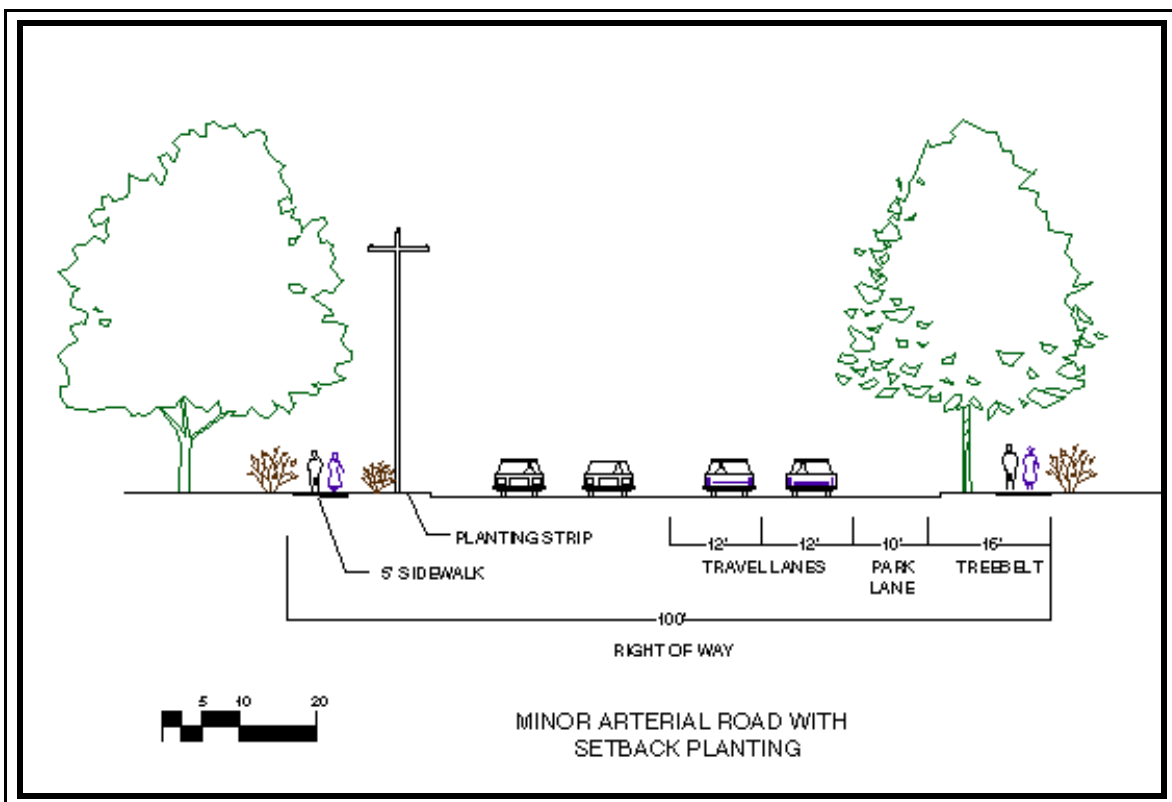 PLANTING STRIP
5' SIDEWALK
12' 12' 10' 16'
TRAVEL LANES PARK LANE TREEBELT
100'
RIGHT OF WAY
5 10 20
MINOR ARTERIAL ROAD WITH
SETBACK PLANTING